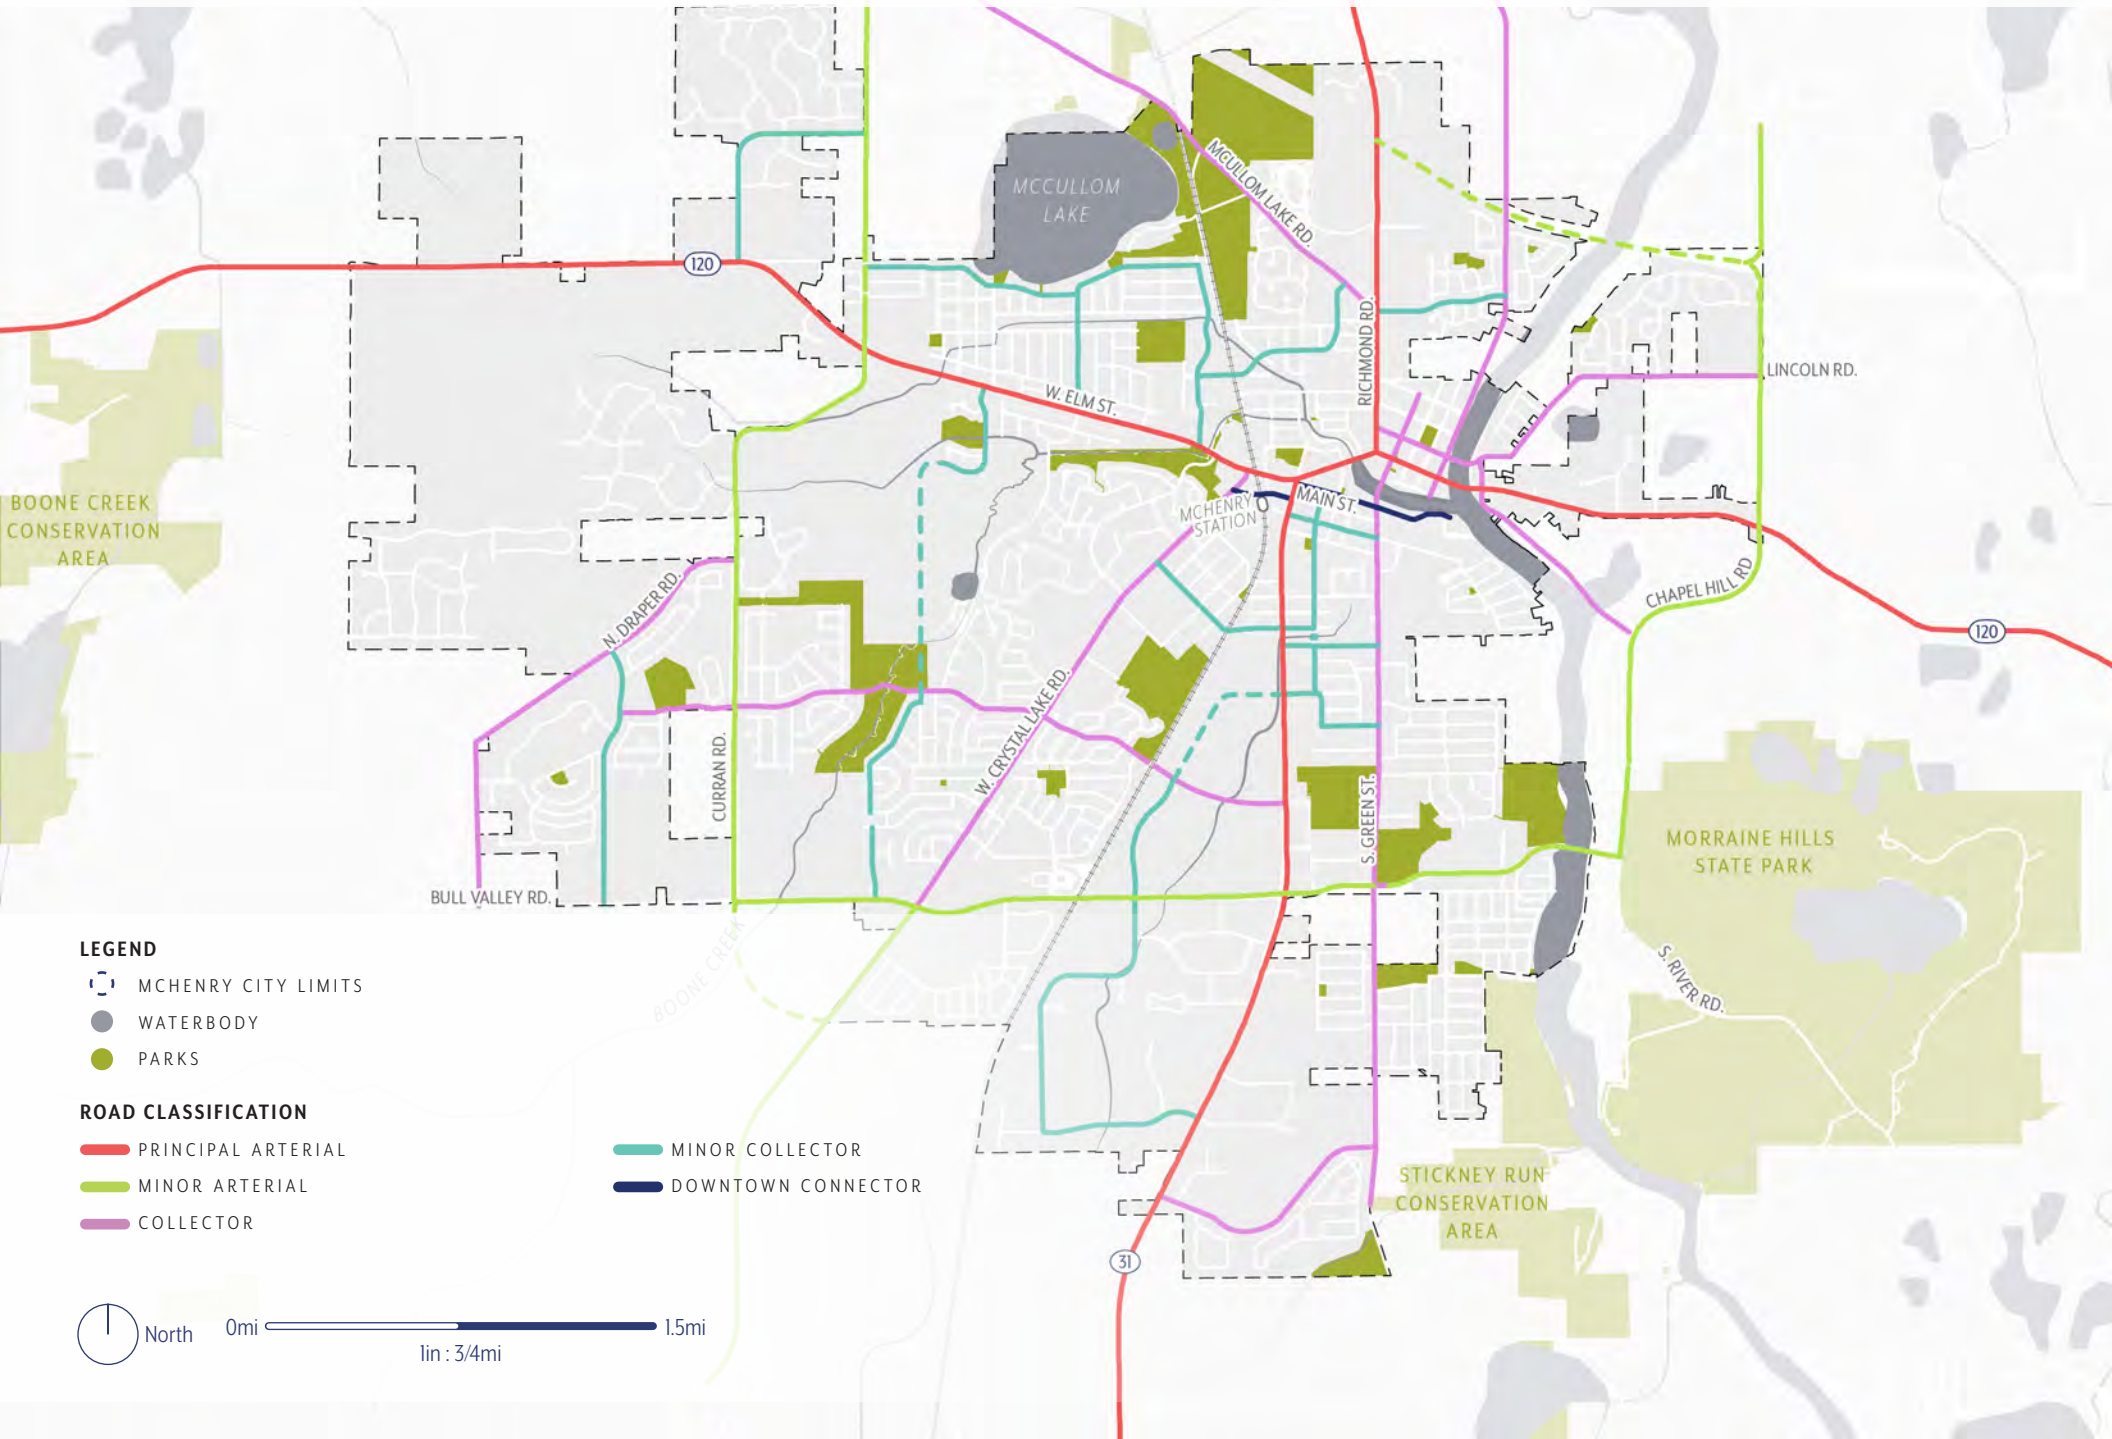 MCCULLOM
LAKE
MCULLOM LAKE RD.
120
RICHMOND RD.
LINCOLN RD.
W. ELM ST.
BOONE CREEK
CONSERVATION
AREA
MCHENRY
STATION
MAIN ST.
N. DRAPER RD.
CHAPEL HILL RD
120
W. CRYSTAL LAKE RD.
CURRAN RD.
S. GREEN ST.
MORRAINE HILLS
STATE PARK
BULL VALLEY RD.
BOONE CREEK
S. RIVER RD.
STICKNEY RUN
CONSERVATION
AREA
31
LEGEND
MCHENRY CITY LIMITS
WATERBODY
PARKS
ROAD CLASSIFICATION
PRINCIPAL ARTERIAL
MINOR ARTERIAL
COLLECTOR
MINOR COLLECTOR
DOWNTOWN CONNECTOR
North
0mi
1.5mi
1in : 3/4mi